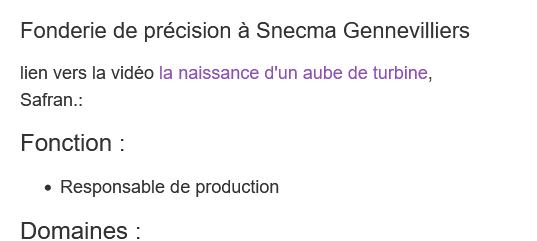 Fonderie de précision à Snecma Gennevilliers
lien vers la vidéo la naissance d'un aube de turbine,
Safran.:
Fonction :
• Responsable de production
Domaines :